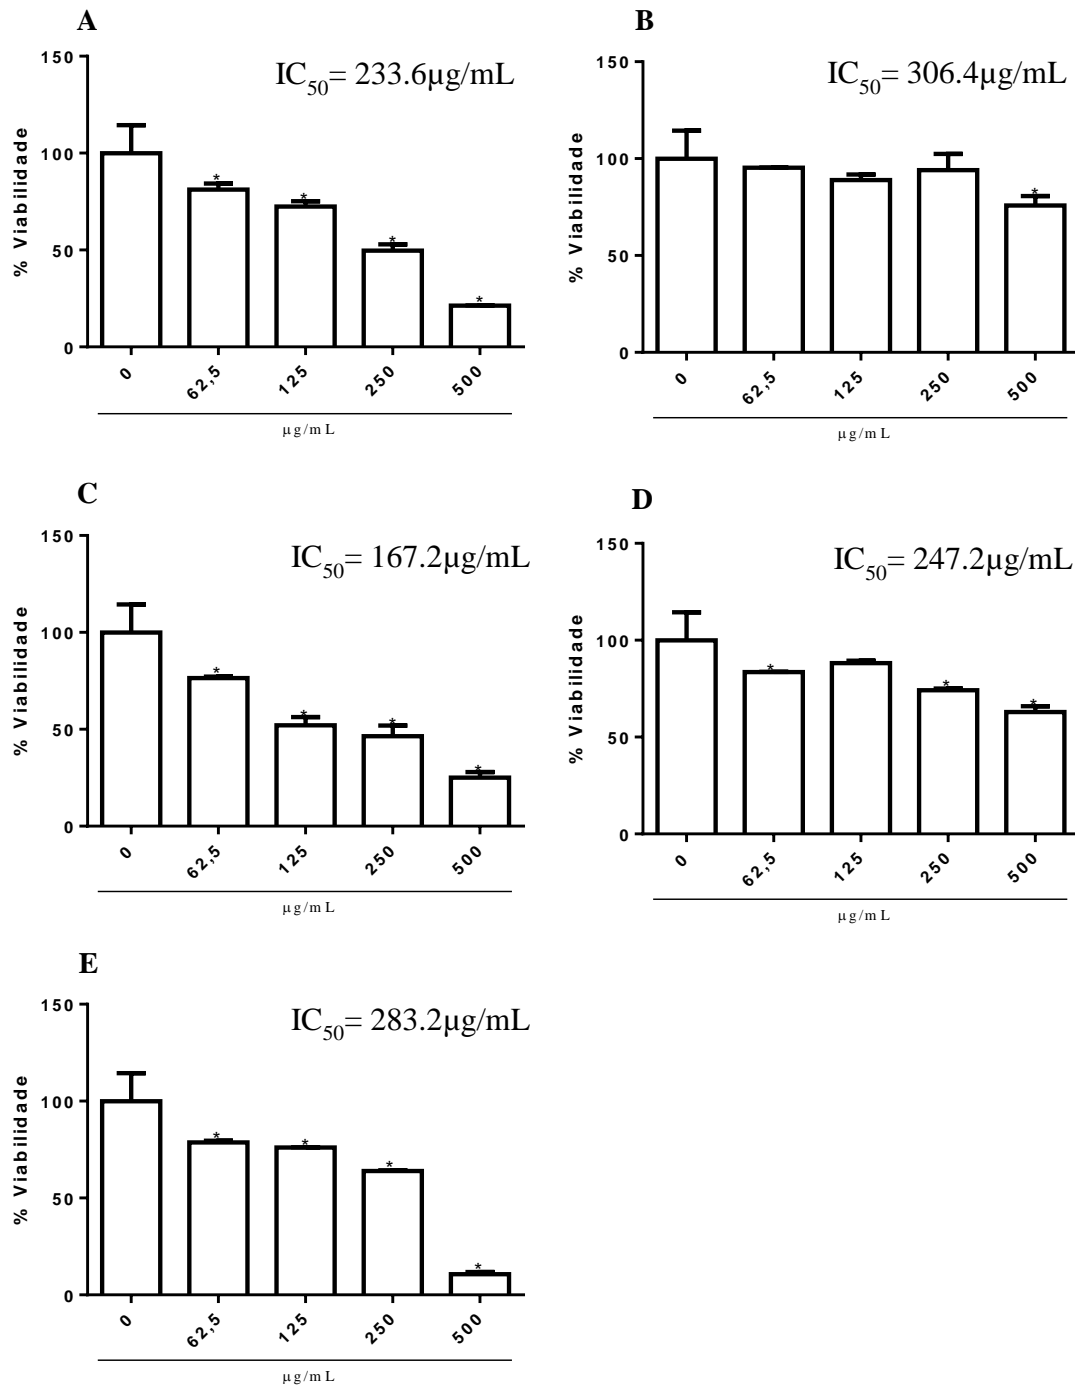 A
IC50= 233.6µg/mL
% Viabilidade
150
100
50
0
* * * *
0 62,5 125 250 500
µg/mL
B
IC50= 306.4µg/mL
% Viabilidade
150
100
50
0
*
0 62,5 125 250 500
µg/mL
C
IC50= 167.2µg/mL
% Viabilidade
150
100
50
0
* * * *
0 62,5 125 250 500
µg/mL
D
IC50= 247.2µg/mL
% Viabilidade
150
100
50
0
* * *
0 62,5 125 250 500
µg/mL
E
IC50= 283.2µg/mL
% Viabilidade
150
100
50
0
* * * *
0 62,5 125 250 500
µg/mL